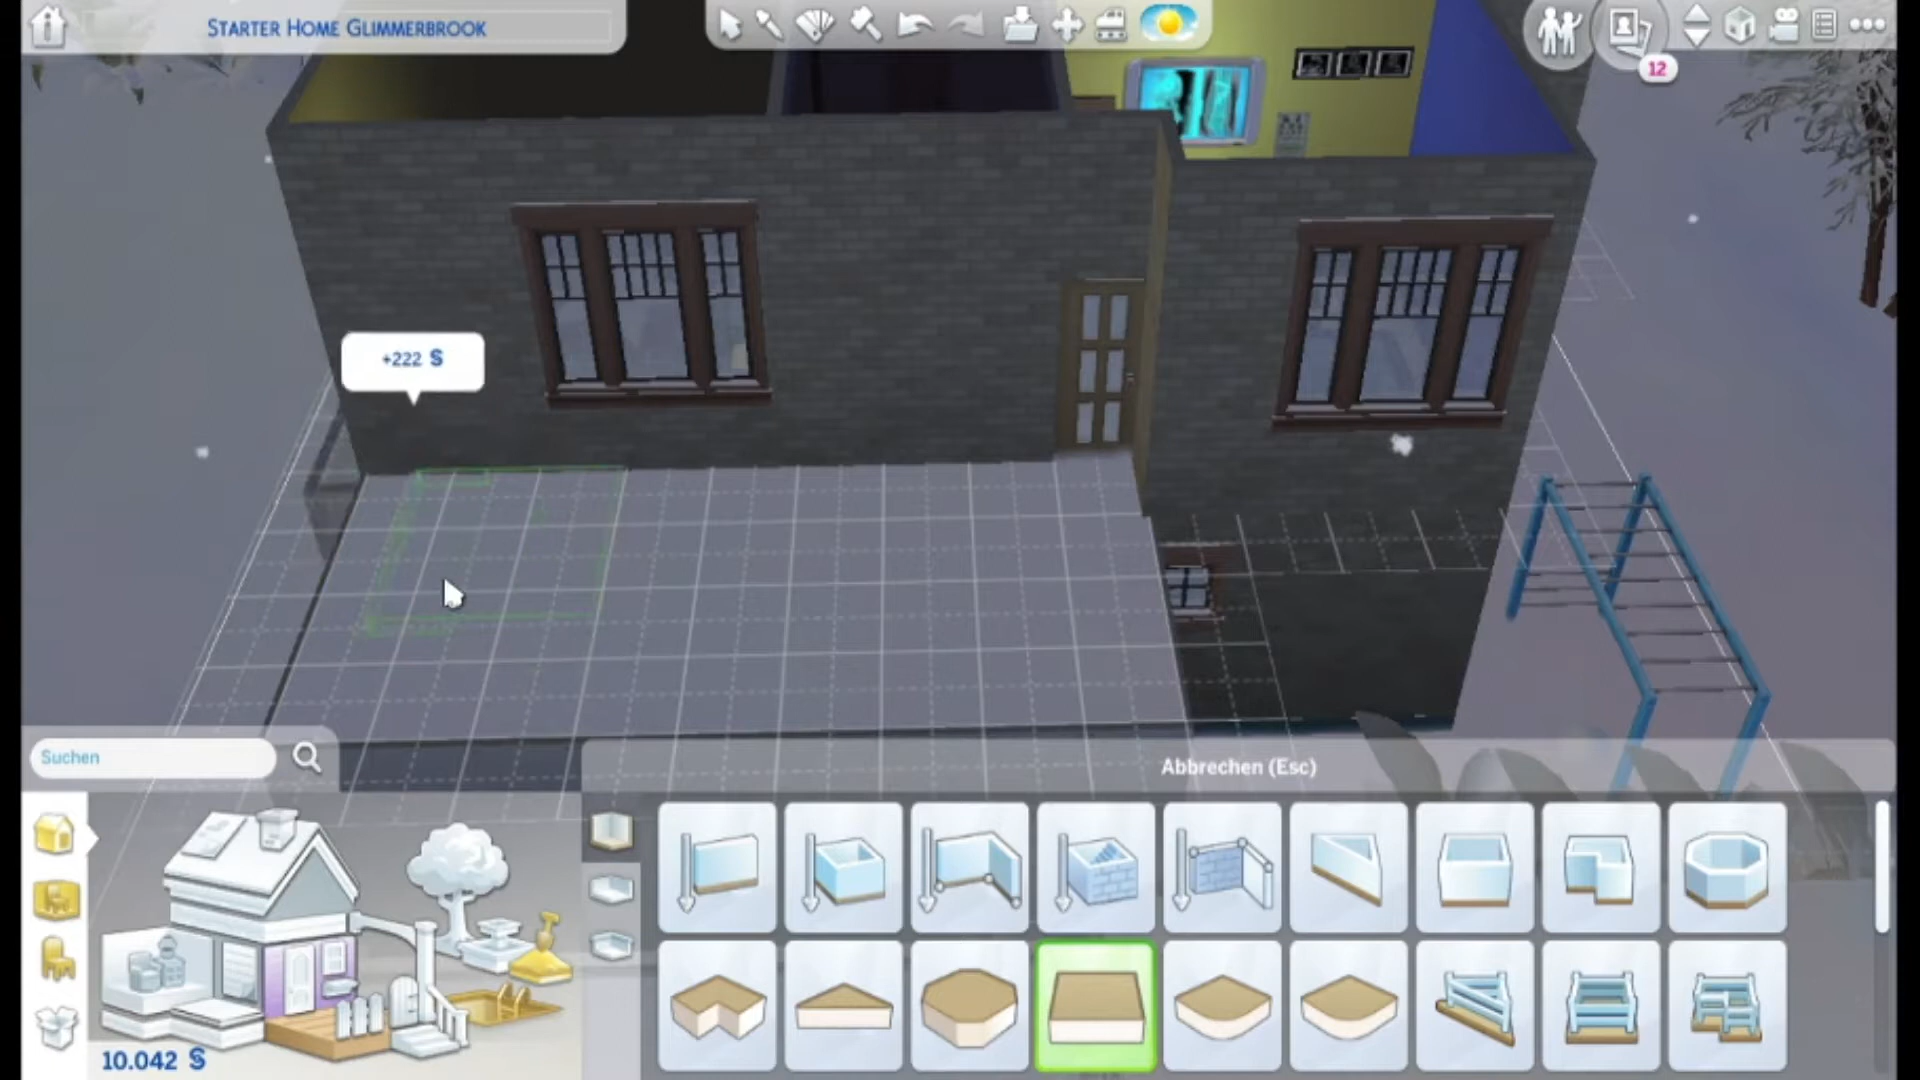 STARTER HOME GLIMMERBROOK
12
+222 $
Suchen
Abbrechen (Esc)
10.042 $